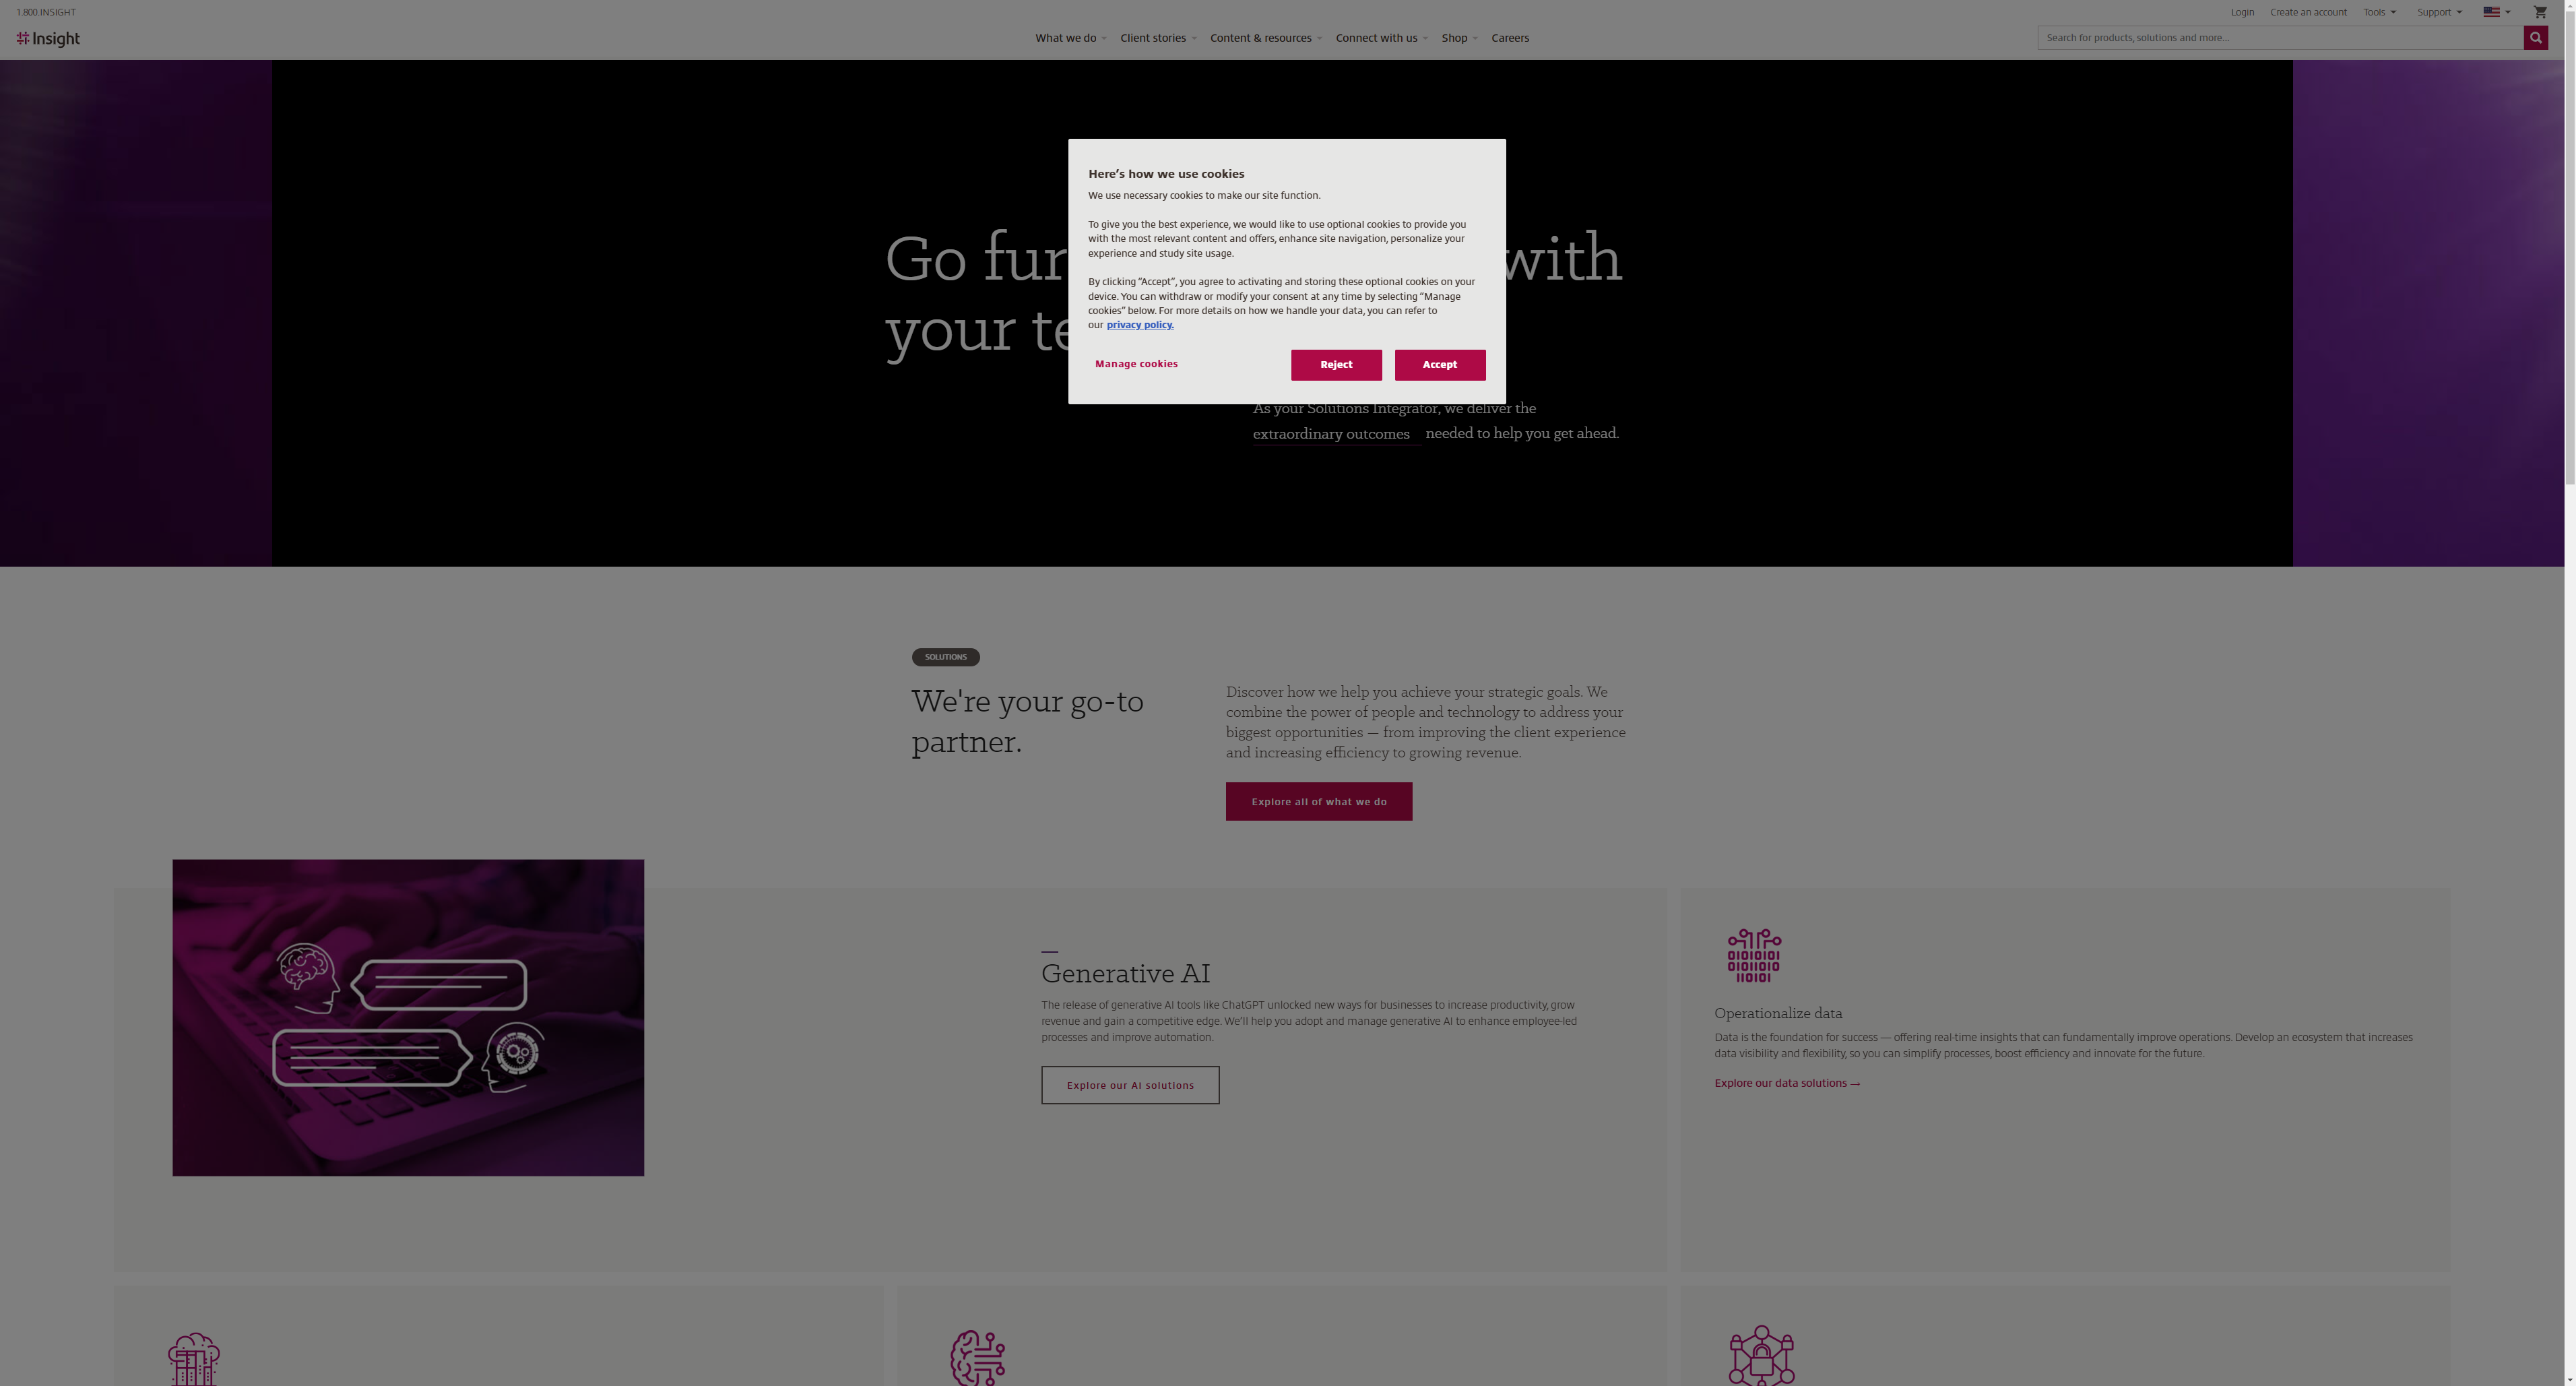 1.800.INSIGHT
Login
Create an account
Tools
Support
Insight
What we do
Client stories
Content & resources
Connect with us
Shop
Careers
Search for products, solutions and more...
Go fur
with
your te
Here's how we use cookies
We use necessary cookies to make our site function.
To give you the best experience, we would like to use optional cookies to provide you
with the most relevant content and offers, enhance site navigation, personalize your
experience and study site usage.
By clicking "Accept", you agree to activating and storing these optional cookies on your
device. You can withdraw or modify your consent at any time by selecting "Manage
cookies" below. For more details on how we handle your data, you can refer to
our privacy policy.
Manage cookies
Reject
Accept
As your Solutions Integrator, we deliver the
extraordinary outcomes needed to help you get ahead.
SOLUTIONS
We're your go-to
partner.
Discover how we help you achieve your strategic goals. We
combine the power of people and technology to address your
biggest opportunities — from improving the client experience
and increasing efficiency to growing revenue.
Explore all of what we do
Generative AI
The release of generative AI tools like ChatGPT unlocked new ways for businesses to increase productivity, grow
revenue and gain a competitive edge. We'll help you adopt and manage generative AI to enhance employee-led
processes and improve automation.
Explore our AI solutions
Operationalize data
Data is the foundation for success — offering real-time insights that can fundamentally improve operations. Develop an ecosystem that increases
data visibility and flexibility, so you can simplify processes, boost efficiency and innovate for the future.
Explore our data solutions →